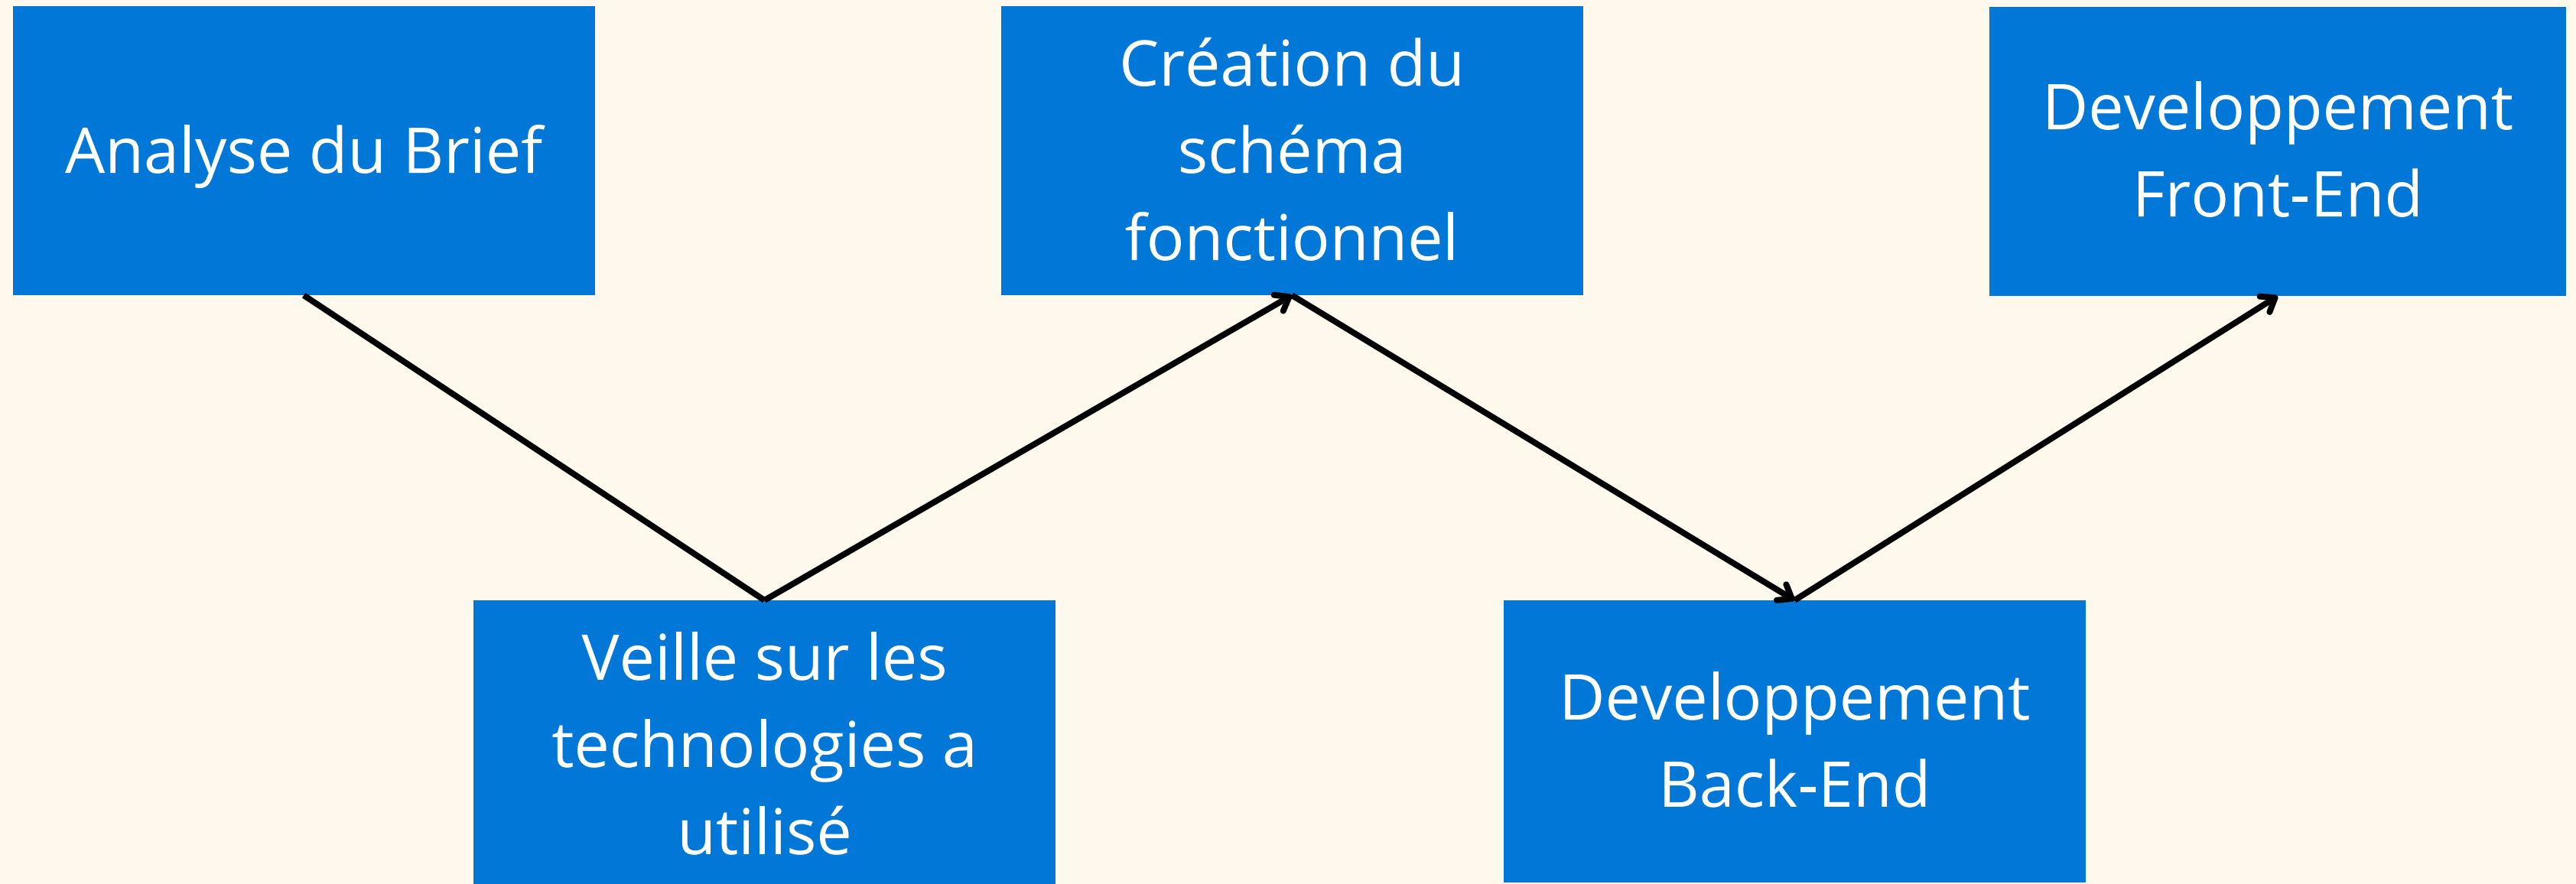 Analyse du Brief
Veille sur les
technologies a
utilisé
Création du
schéma
fonctionnel
Developpement
Back-End
Developpement
Front-End